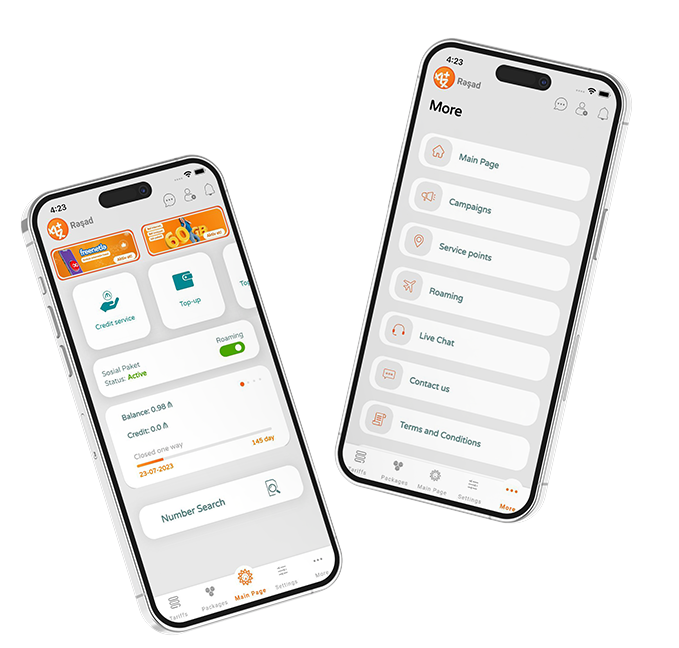 4:23
Rəşad
freenetlə
60GB
Credit service
Top-up
To
Sosial Paket
Status: Active
Roaming
Balance: 0.98 ₼
Credit: 0.0 ₼
Closed one way
145 day
23-07-2023
Number Search
Tariffs
Packages
Main Page
Settings
More
4:23
Rəşad
More
Main Page
Campaigns
Service points
Roaming
Live Chat
Contact us
Terms and Conditions
Tariffs
Packages
Main Page
Settings
More